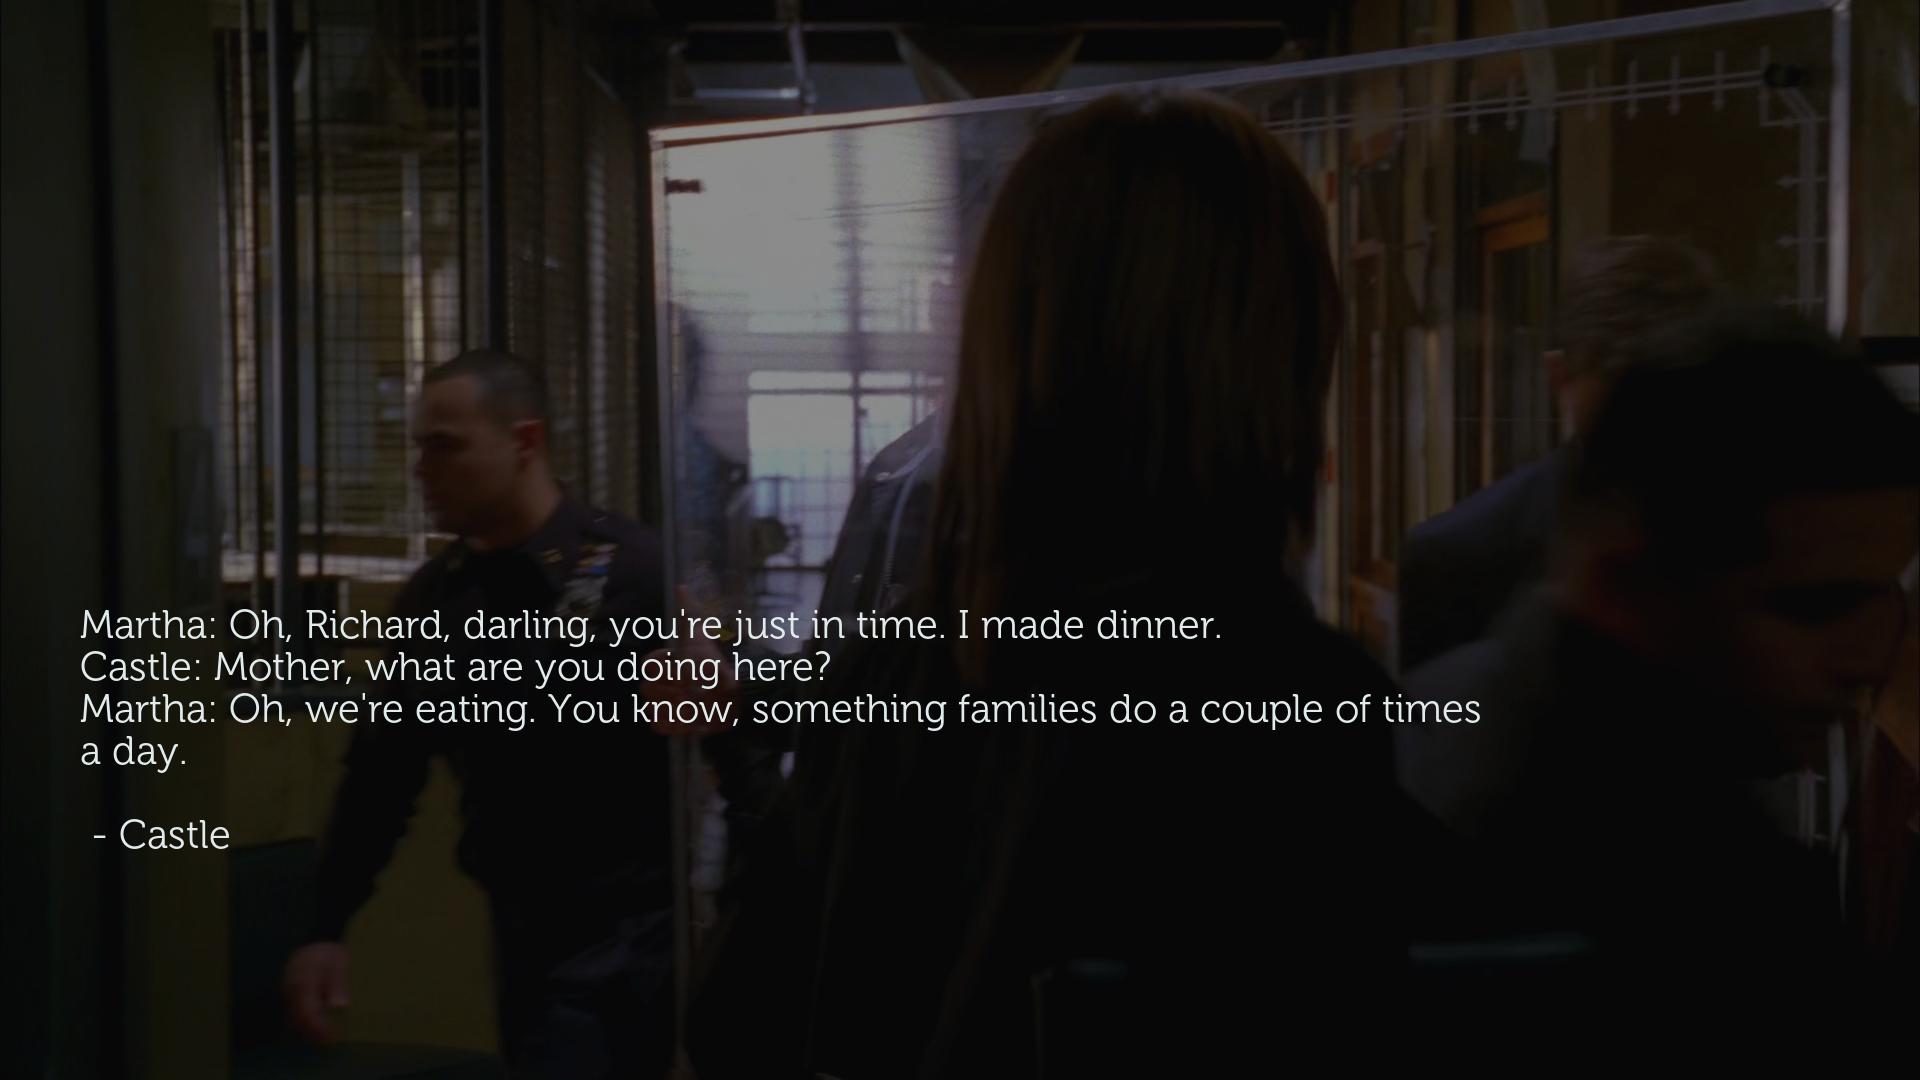 Martha: Oh, Richard, darling, you're just in time. I made dinner.
Castle: Mother, what are you doing here?
Martha: Oh, we're eating. You know, something families do a couple of times
a day.
- Castle